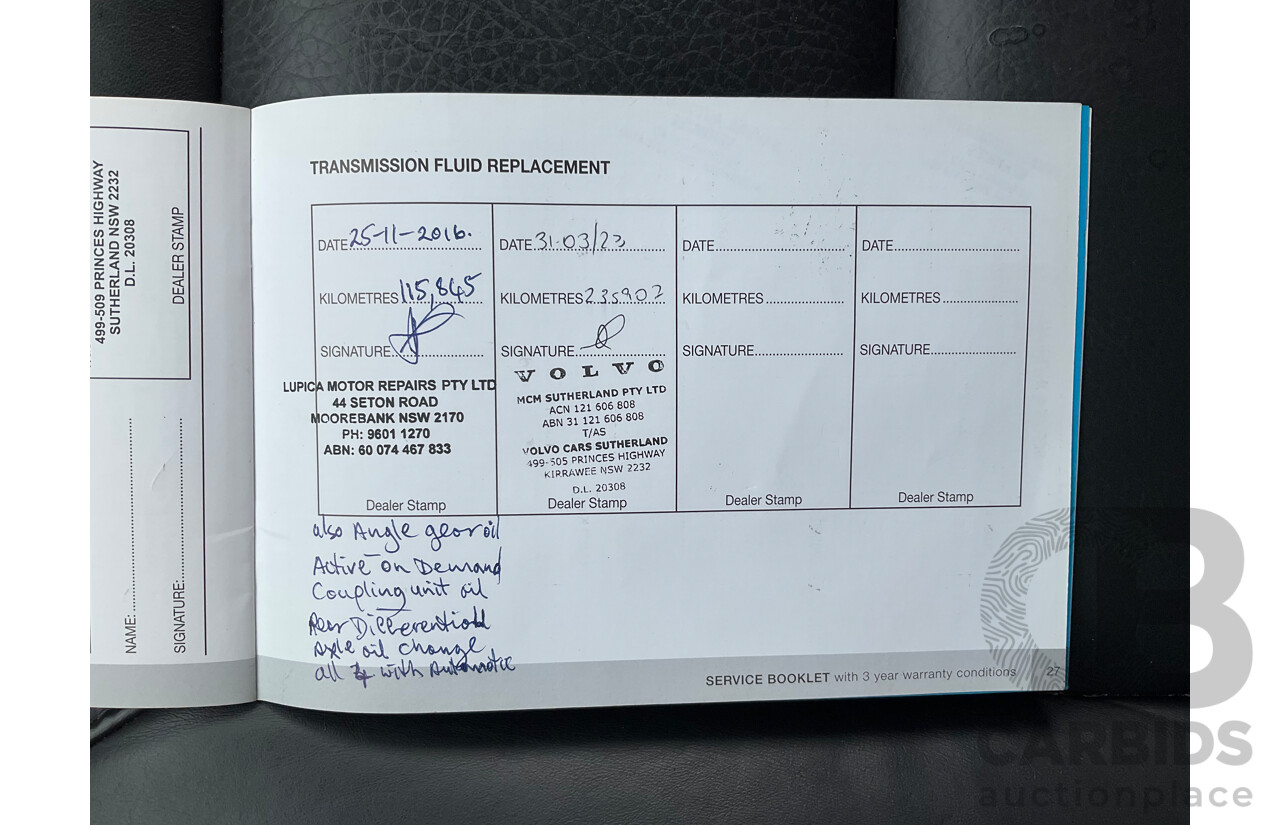 499-509 PRINCES HIGHWAY
SUTHERLAND NSW 2232
D.L. 20308
DEALER STAMP
NAME:
SIGNATURE:
TRANSMISSION FLUID REPLACEMENT
DATE 25-11-2016.
KILOMETRES 115,845
SIGNATURE
LUPICA MOTOR REPAIRS PTY LTD
44 SETON ROAD
MOOREBANK NSW 2170
PH: 9601 1270
ABN: 60 074 467 833
Dealer Stamp
also Angle gear oil
Active on Demand
Coupling unit oil
Rear Differential
Axle oil change
all 4 with Automatic
DATE 31.03/23
KILOMETRES 235902
SIGNATURE
VOLVO
MCM SUTHERLAND PTY LTD
ACN 121 606 808
ABN 31 121 606 808
T/AS
VOLVO CARS SUTHERLAND
499-505 PRINCES HIGHWAY
KIRRAWEE NSW 2232
D.L. 20308
Dealer Stamp
DATE
KILOMETRES
SIGNATURE
Dealer Stamp
DATE
KILOMETRES
SIGNATURE
Dealer Stamp
SERVICE BOOKLET with 3 year warranty conditions 27
CB
CARBIDS
auctionplace